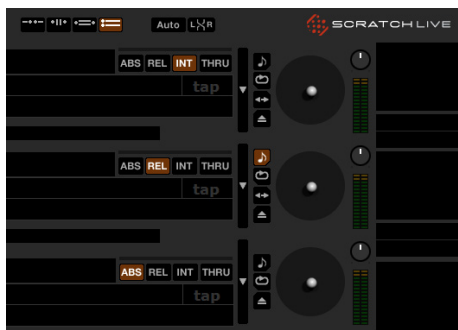 Auto L R SCRATCH LIVE
ABS REL INT THRU
tap
ABS REL INT THRU
tap
ABS REL INT THRU
tap